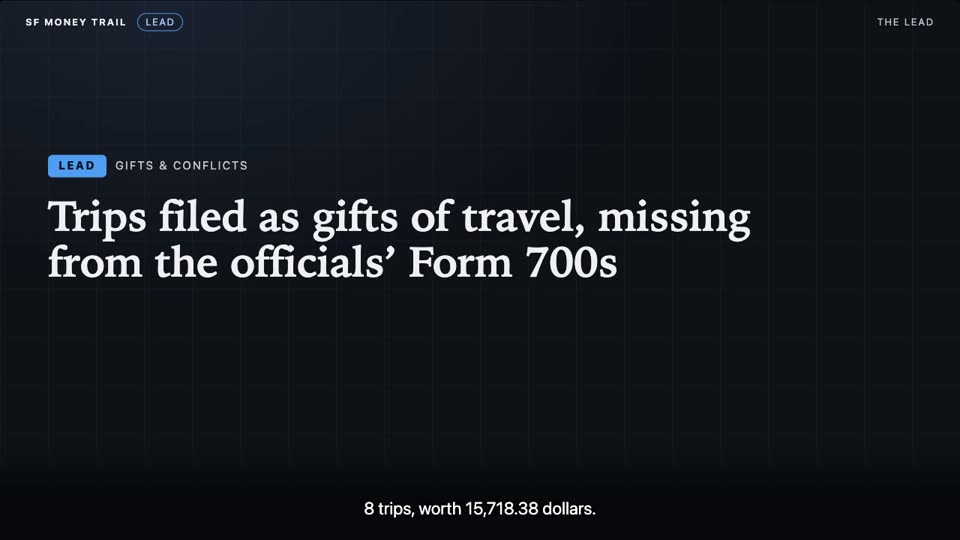 SF MONEY TRAIL LEAD THE LEAD
LEAD GIFTS & CONFLICTS
Trips filed as gifts of travel, missing
from the officials’ Form 700s
8 trips, worth 15,718.38 dollars.